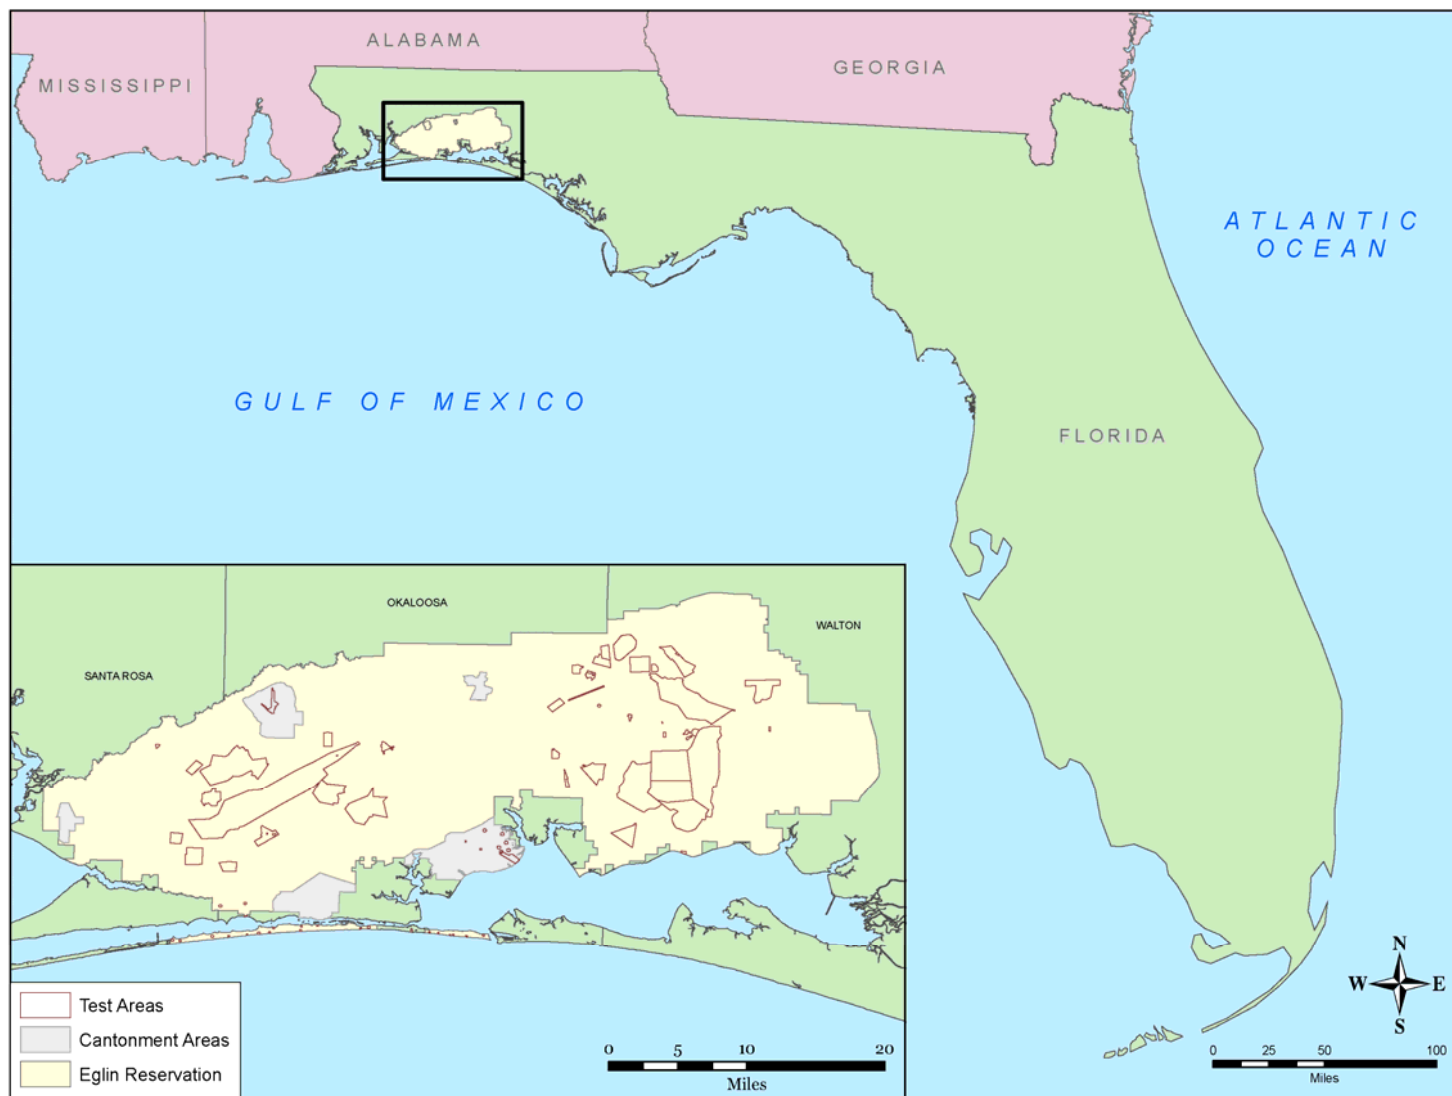 ALABAMA
MISSISSIPPI
GEORGIA
ATLANTIC
OCEAN
GULF OF MEXICO
FLORIDA
OKALOOSA
WALTON
SANTA ROSA
Test Areas
Cantonment Areas
Eglin Reservation
0 5 10 20
Miles
N
W E
S
0 25 50 100
Miles